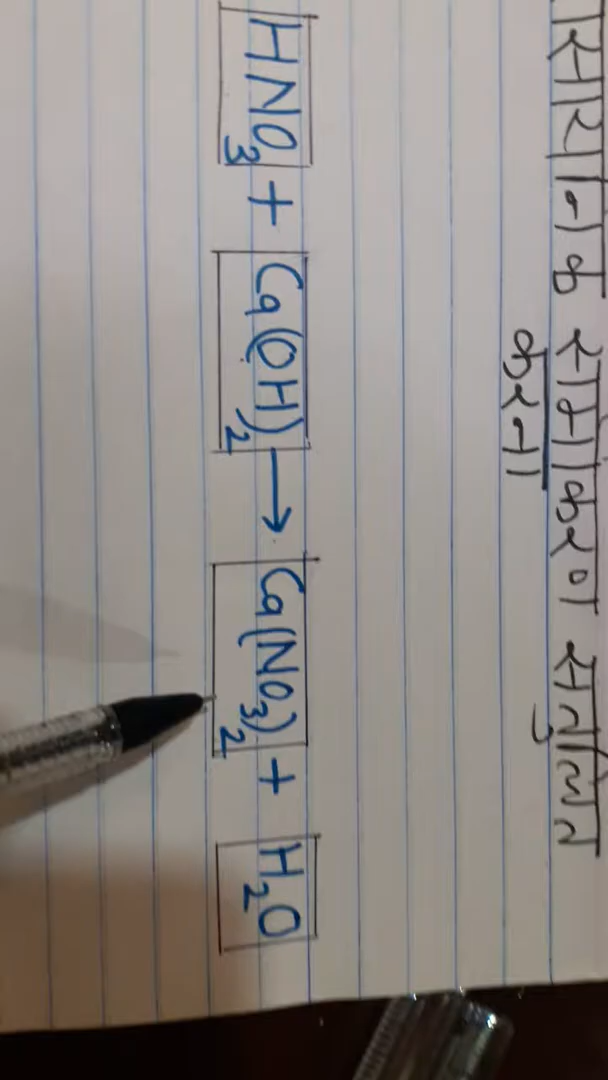 रासायनिक समीकरण संतुलित
करना
HNO₃ + Ca(OH)₂ → Ca(NO₃)₂ + H₂O